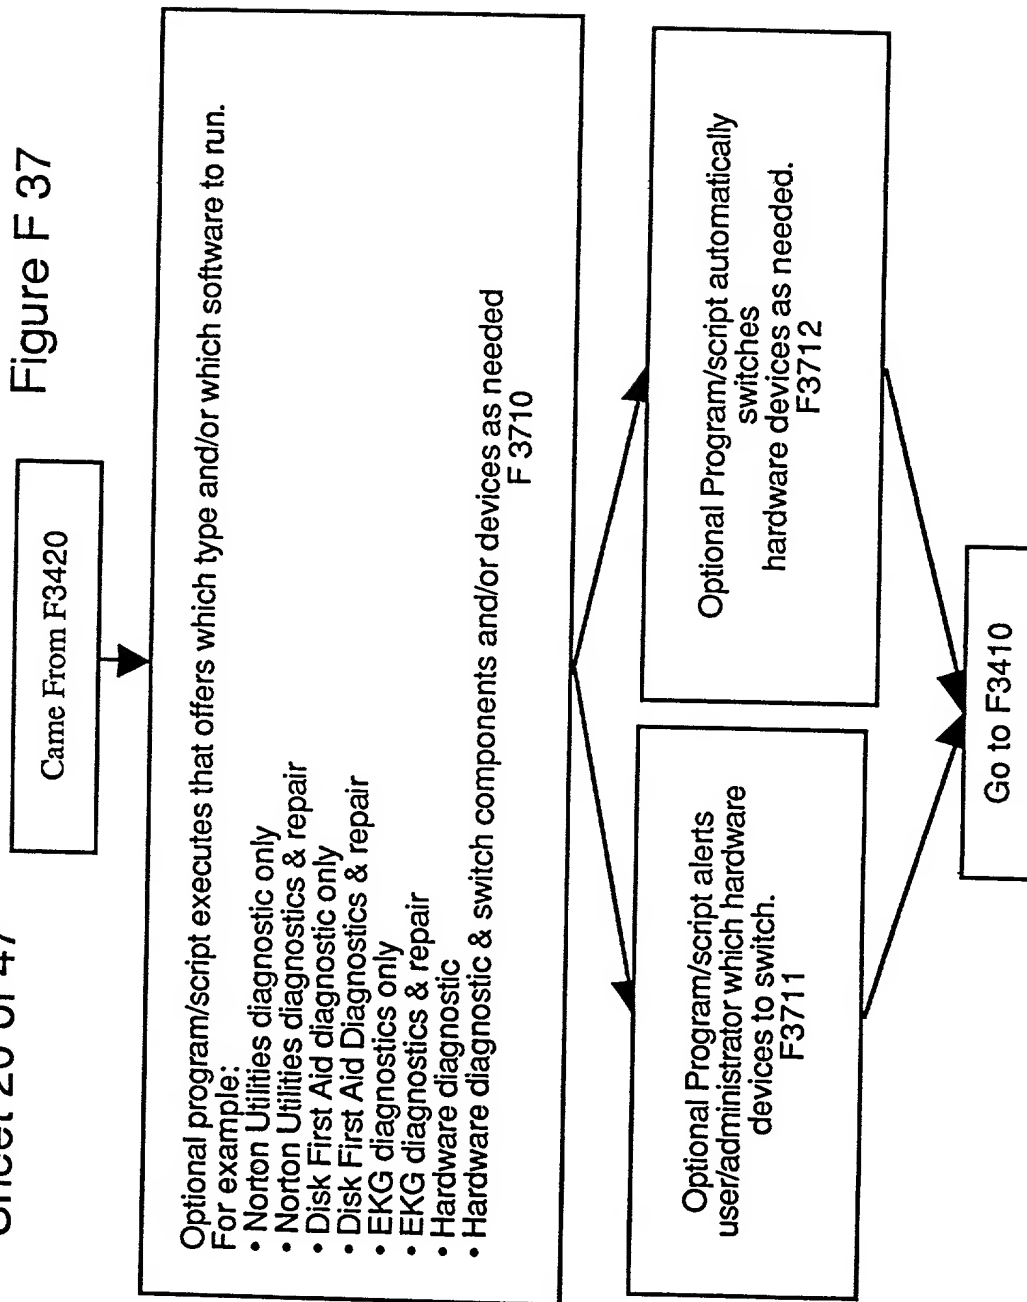 Sheet 20 of 47
Figure F 37
Came From F3420
Optional program/script executes that offers which type and/or which software to run.
For example:
• Norton Utilities diagnostic only
• Norton Utilities diagnostics & repair
• Disk First Aid diagnostic only
• Disk First Aid Diagnostics & repair
• EKG diagnostics only
• EKG diagnostics & repair
• Hardware diagnostic
• Hardware diagnostic & switch components and/or devices as needed
F 3710
Optional Program/script alerts
user/administrator which hardware
devices to switch.
F3711
Optional Program/script automatically
switches
hardware devices as needed.
F3712
Go to F3410